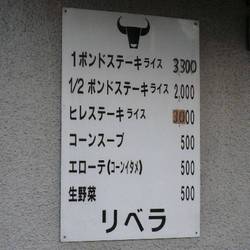 1ポンドステーキライス 3300
1/2ポンドステーキライス 2,000
ヒレステーキライス 3000
コーンスープ 500
エローテ(コーンイタメ) 500
生野菜 500
リベラ